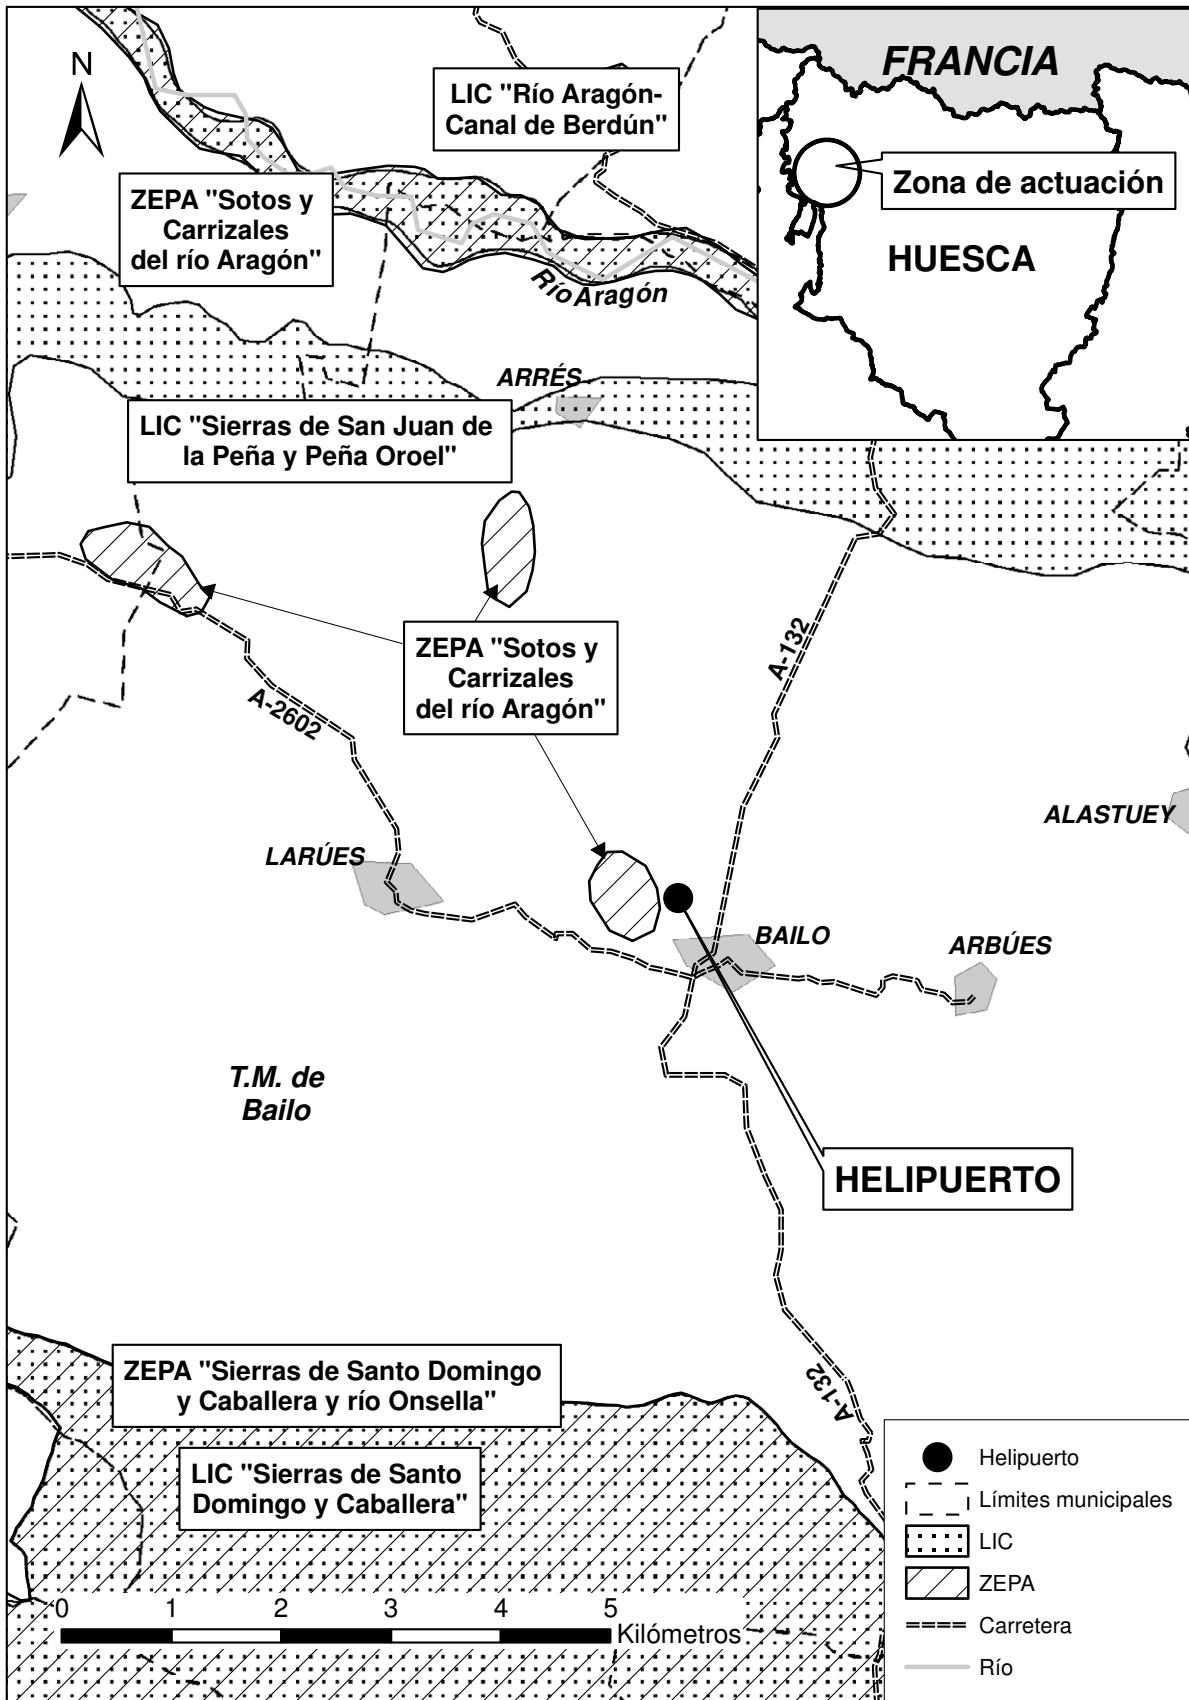 N
LIC "Río Aragón-
Canal de Berdún"
FRANCIA
Zona de actuación
HUESCA
ZEPA "Sotos y
Carrizales
del río Aragón"
Río Aragón
ARRÉS
LIC "Sierras de San Juan de
la Peña y Peña Oroel"
ZEPA "Sotos y
Carrizales
del río Aragón"
A-132
A-2602
ALASTUEY
LARÚES
BAILO
ARBÚES
T.M. de
Bailo
HELIPUERTO
ZEPA "Sierras de Santo Domingo
y Caballera y río Onsella"
A-132
LIC "Sierras de Santo
Domingo y Caballera"
Helipuerto
Límites municipales
LIC
ZEPA
Carretera
Río
0 1 2 3 4 5
Kilómetros